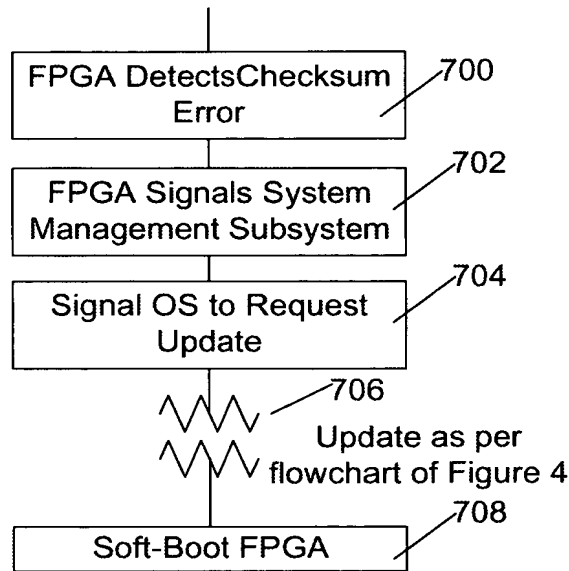 FPGA DetectsChecksum
Error
700
FPGA Signals System
Management Subsystem
702
Signal OS to Request
Update
704
706
Update as per
flowchart of Figure 4
Soft-Boot FPGA
708